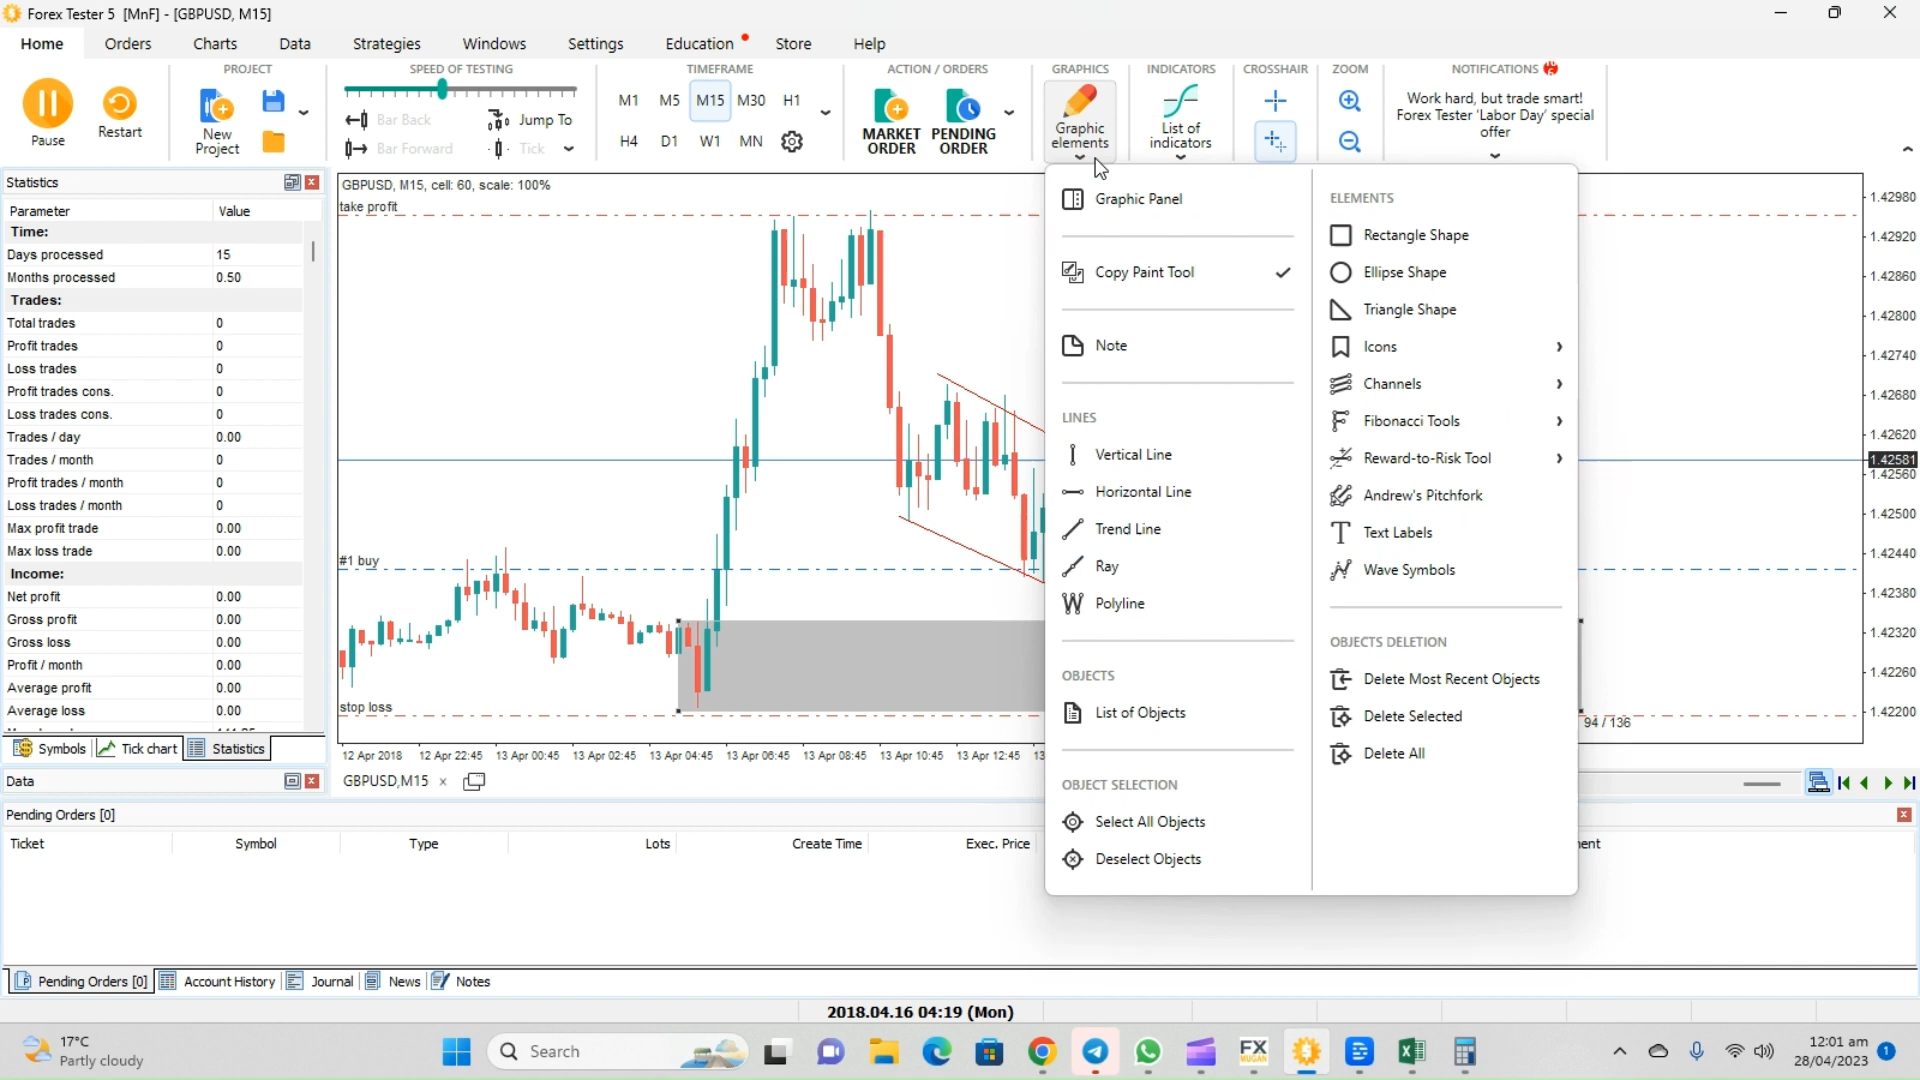 Forex Tester 5 [MnF] - [GBPUSD, M15]
Home Orders Charts Data Strategies Windows Settings Education Store Help
PROJECT SPEED OF TESTING TIMEFRAME ACTION / ORDERS GRAPHICS INDICATORS CROSSHAIR ZOOM NOTIFICATIONS
Pause
Restart
New
Project
Bar Back
Jump To
Bar Forward
Tick
M1 M5 M15 M30 H1
H4 D1 W1 MN
MARKET
ORDER
PENDING
ORDER
Graphic
elements
List of
indicators
Work hard, but trade smart!
Forex Tester 'Labor Day' special
offer
Statistics
Parameter Value
Time:
Days processed 15
Months processed 0.50
Trades:
Total trades 0
Profit trades 0
Loss trades 0
Profit trades cons. 0
Loss trades cons. 0
Trades / day 0.00
Trades / month 0
Profit trades / month 0
Loss trades / month 0
Max profit trade 0.00
Max loss trade 0.00
Income:
Net profit 0.00
Gross profit 0.00
Gross loss 0.00
Profit / month 0.00
Average profit 0.00
Average loss 0.00
Symbols Tick chart Statistics
Data
GBPUSD, M15, cell: 60, scale: 100%
take profit
#1 buy
stop loss
94 / 136
1.42980
1.42920
1.42860
1.42800
1.42740
1.42680
1.42620
1.42581
1.42560
1.42500
1.42440
1.42380
1.42320
1.42260
1.42200
12 Apr 2018 12 Apr 22:45 13 Apr 00:45 13 Apr 02:45 13 Apr 04:45 13 Apr 06:45 13 Apr 08:45 13 Apr 10:45 13 Apr 12:45 13
GBPUSD,M15 ×
Graphic Panel
Copy Paint Tool
Note
LINES
Vertical Line
Horizontal Line
Trend Line
Ray
Polyline
OBJECTS
List of Objects
OBJECT SELECTION
Select All Objects
Deselect Objects
ELEMENTS
Rectangle Shape
Ellipse Shape
Triangle Shape
Icons
Channels
Fibonacci Tools
Reward-to-Risk Tool
Andrew's Pitchfork
Text Labels
Wave Symbols
OBJECTS DELETION
Delete Most Recent Objects
Delete Selected
Delete All
Pending Orders [0]
Ticket Symbol Type Lots Create Time Exec. Price
Pending Orders [0] Account History Journal News Notes
2018.04.16 04:19 (Mon)
17°C
Partly cloudy
Search
FX
MUGAN
12:01 am
28/04/2023
1